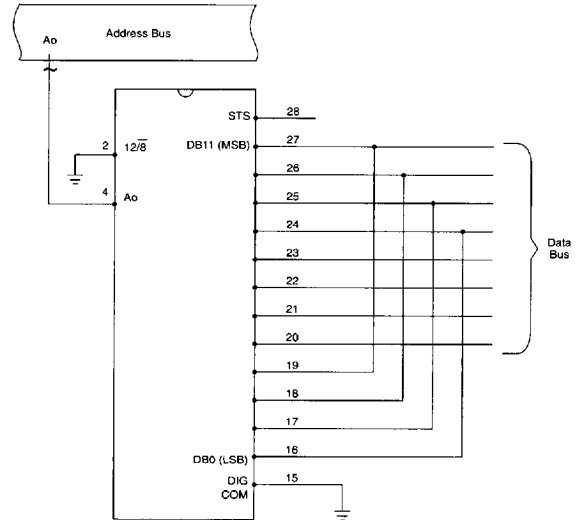 Address Bus
Ao
STS 28
2 12/8̅ DB11 (MSB) 27
26
4 Ao 25
24
23
22
21
20
19
18
17
DB0 (LSB) 16
DIG COM 15
Data Bus